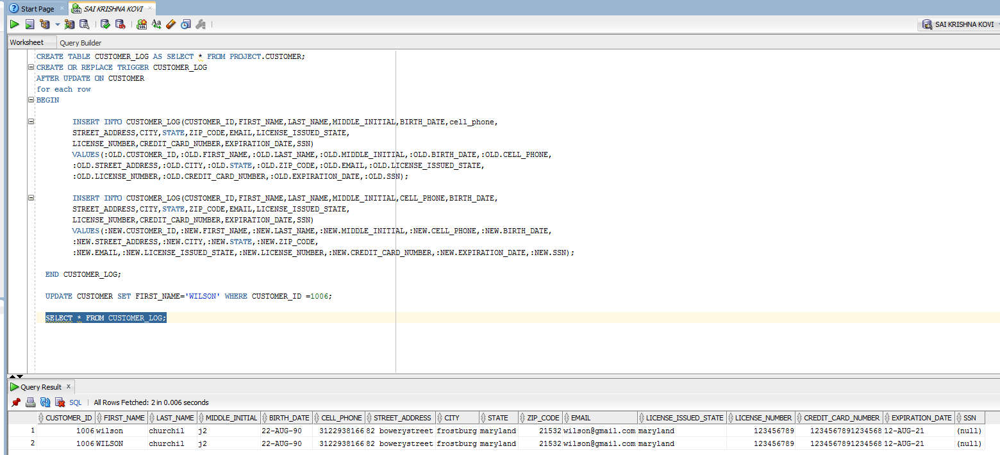 Start Page
SAI KRISHNA KOVI
SAI KRISHNA KOVI
Worksheet
Query Builder
CREATE TABLE CUSTOMER_LOG AS SELECT * FROM PROJECT.CUSTOMER;
CREATE OR REPLACE TRIGGER CUSTOMER_LOG
AFTER UPDATE ON CUSTOMER
for each row
BEGIN
INSERT INTO CUSTOMER_LOG(CUSTOMER_ID,FIRST_NAME,LAST_NAME,MIDDLE_INITIAL,BIRTH_DATE,cell_phone,
STREET_ADDRESS,CITY,STATE,ZIP_CODE,EMAIL,LICENSE_ISSUED_STATE,
LICENSE_NUMBER,CREDIT_CARD_NUMBER,EXPIRATION_DATE,SSN)
VALUES(:OLD.CUSTOMER_ID,:OLD.FIRST_NAME,:OLD.LAST_NAME,:OLD.MIDDLE_INITIAL,:OLD.BIRTH_DATE,:OLD.CELL_PHONE,
:OLD.STREET_ADDRESS,:OLD.CITY,:OLD.STATE,:OLD.ZIP_CODE,:OLD.EMAIL,:OLD.LICENSE_ISSUED_STATE,
:OLD.LICENSE_NUMBER,:OLD.CREDIT_CARD_NUMBER,:OLD.EXPIRATION_DATE,:OLD.SSN);
INSERT INTO CUSTOMER_LOG(CUSTOMER_ID,FIRST_NAME,LAST_NAME,MIDDLE_INITIAL,CELL_PHONE,BIRTH_DATE,
STREET_ADDRESS,CITY,STATE,ZIP_CODE,EMAIL,LICENSE_ISSUED_STATE,
LICENSE_NUMBER,CREDIT_CARD_NUMBER,EXPIRATION_DATE,SSN)
VALUES(:NEW.CUSTOMER_ID,:NEW.FIRST_NAME,:NEW.LAST_NAME,:NEW.MIDDLE_INITIAL,:NEW.CELL_PHONE,:NEW.BIRTH_DATE,
:NEW.STREET_ADDRESS,:NEW.CITY,:NEW.STATE,:NEW.ZIP_CODE,
:NEW.EMAIL,:NEW.LICENSE_ISSUED_STATE,:NEW.LICENSE_NUMBER,:NEW.CREDIT_CARD_NUMBER,:NEW.EXPIRATION_DATE,:NEW.SSN);
END CUSTOMER_LOG;
UPDATE CUSTOMER SET FIRST_NAME='WILSON' WHERE CUSTOMER_ID =1006;
SELECT * FROM CUSTOMER_LOG;
Query Result x
SQL | All Rows Fetched: 2 in 0.006 seconds
CUSTOMER_ID FIRST_NAME LAST_NAME MIDDLE_INITIAL BIRTH_DATE CELL_PHONE STREET_ADDRESS CITY STATE ZIP_CODE EMAIL LICENSE_ISSUED_STATE LICENSE_NUMBER CREDIT_CARD_NUMBER EXPIRATION_DATE SSN
1 1006 wilson churchil j2 22-AUG-90 3122938166 82 bowerystreet frostburg maryland 21532 wilson@gmail.com maryland 123456789 1234567891234568 12-AUG-21 (null)
2 1006 WILSON churchil j2 22-AUG-90 3122938166 82 bowerystreet frostburg maryland 21532 wilson@gmail.com maryland 123456789 1234567891234568 12-AUG-21 (null)